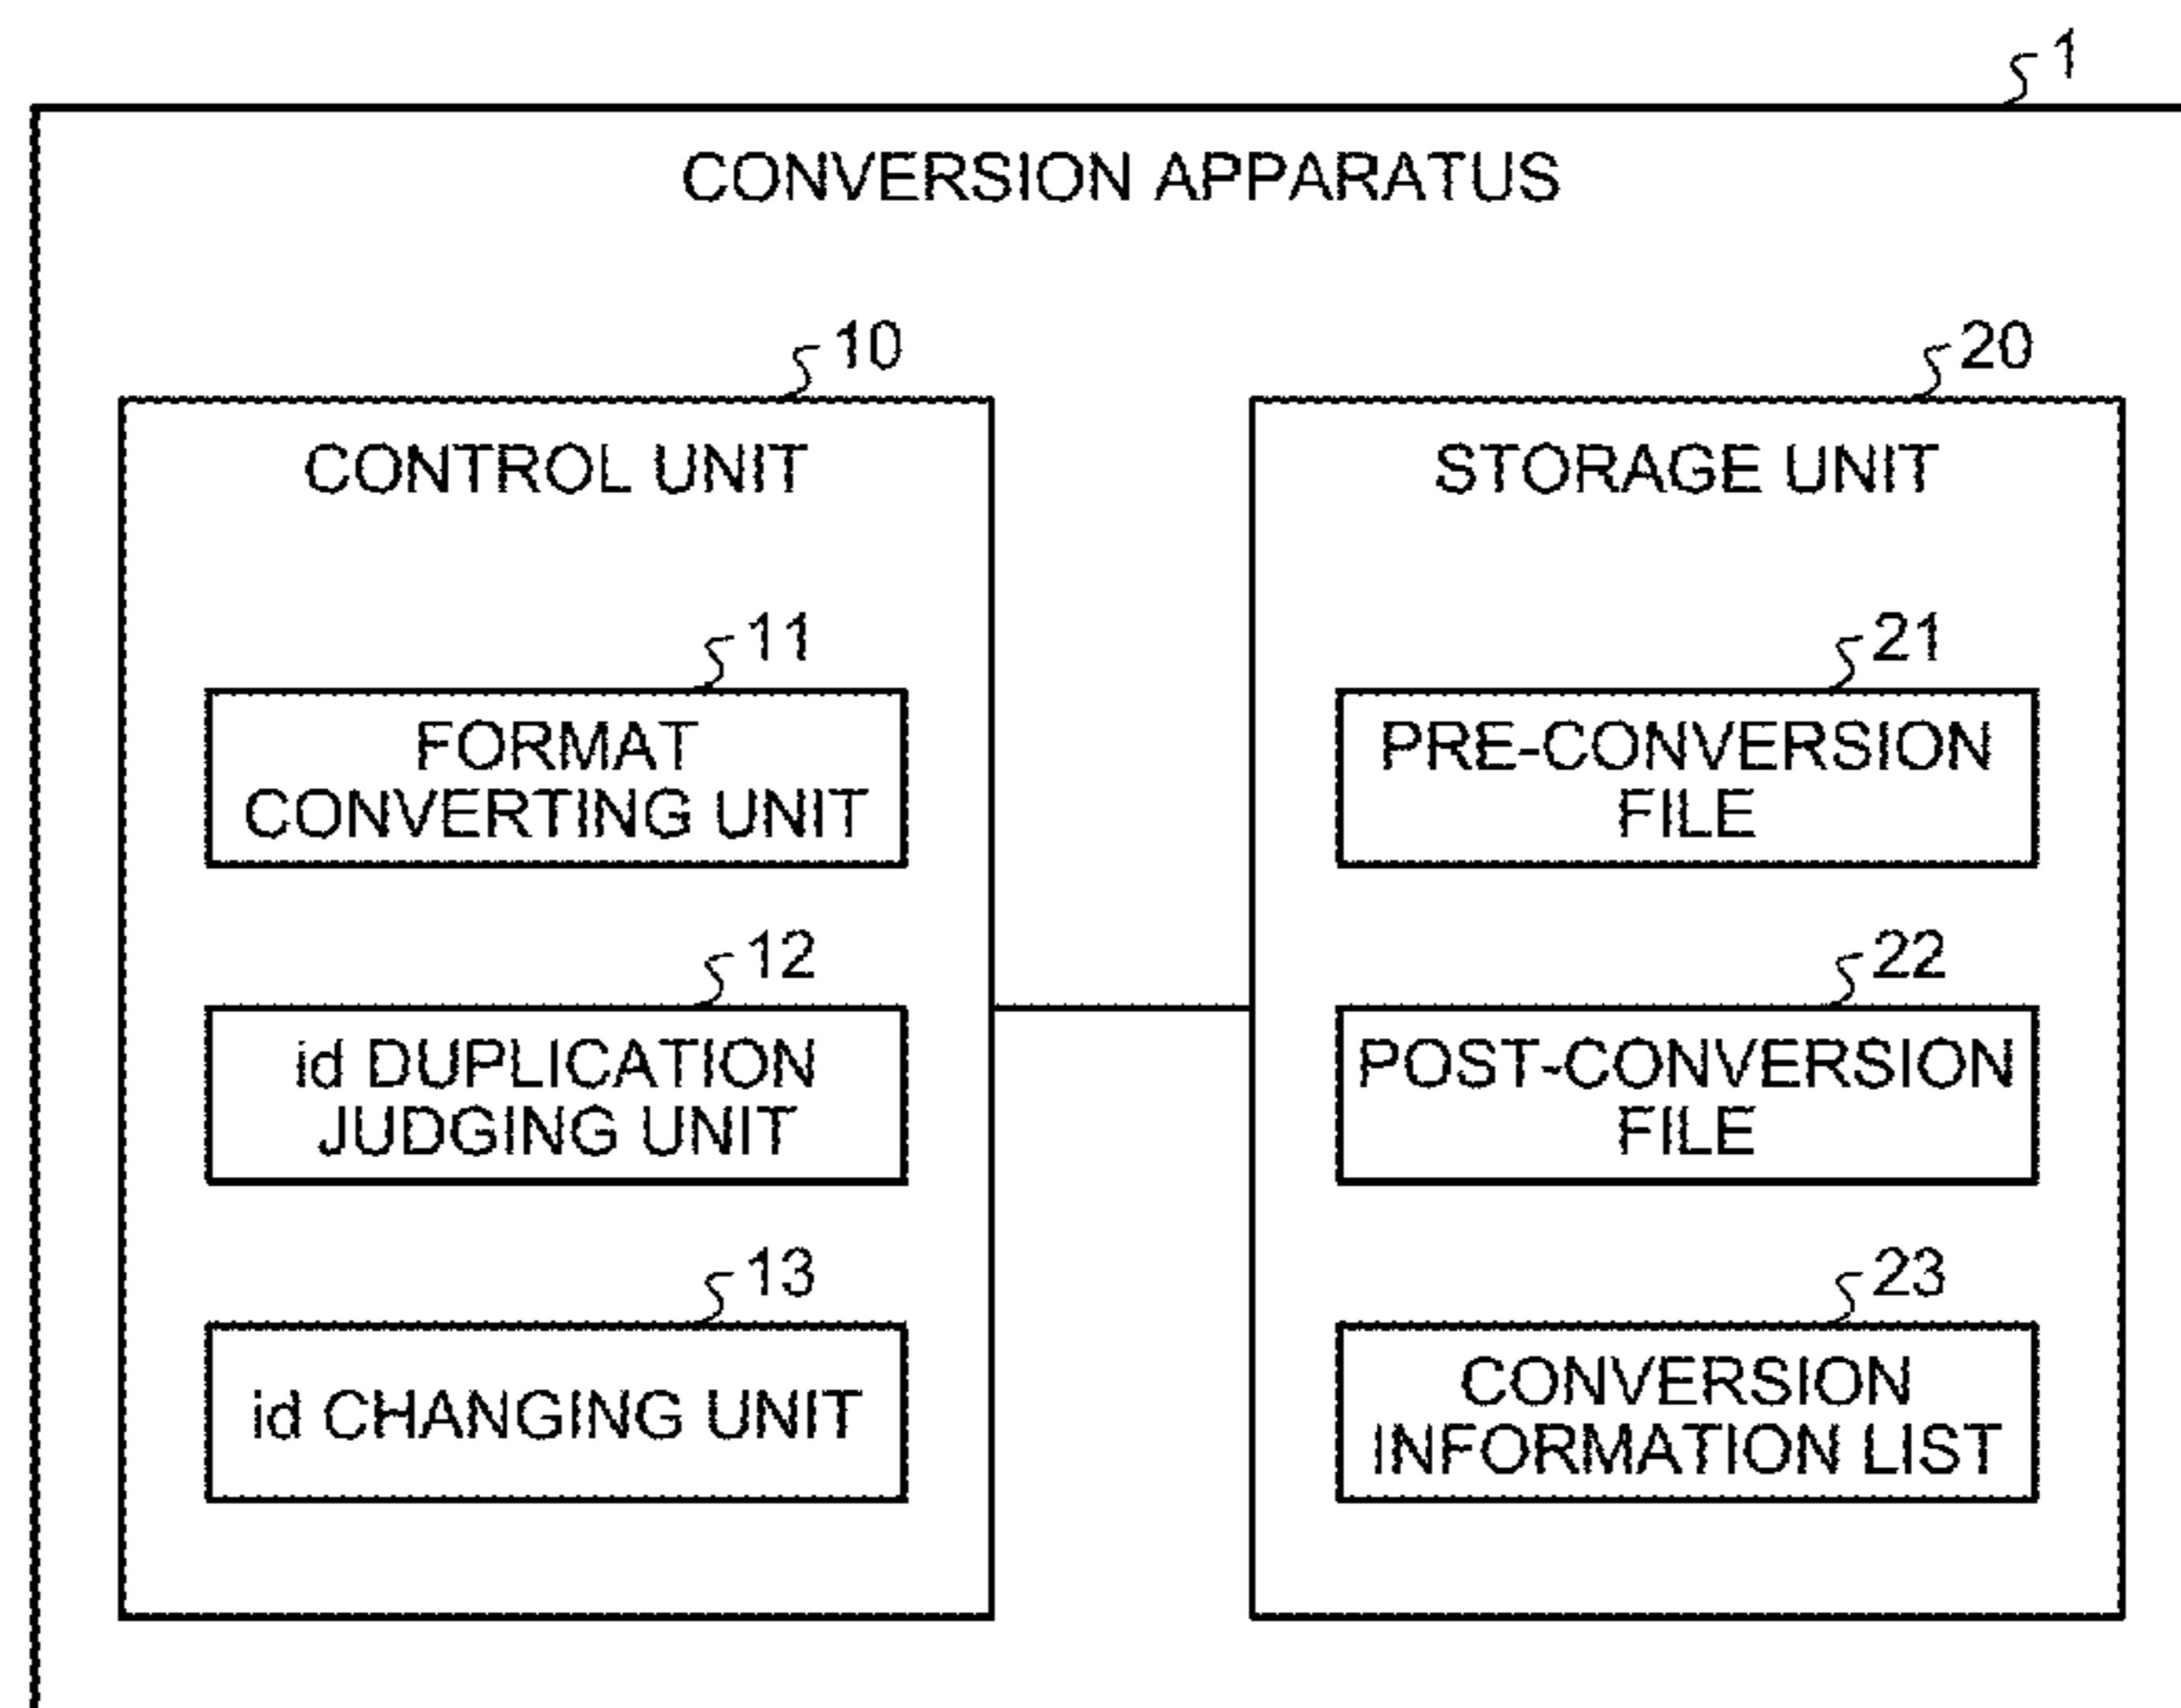 1
CONVERSION APPARATUS
10
CONTROL UNIT
11
FORMAT
CONVERTING UNIT
12
id DUPLICATION
JUDGING UNIT
13
id CHANGING UNIT
20
STORAGE UNIT
21
PRE-CONVERSION
FILE
22
POST-CONVERSION
FILE
23
CONVERSION
INFORMATION LIST